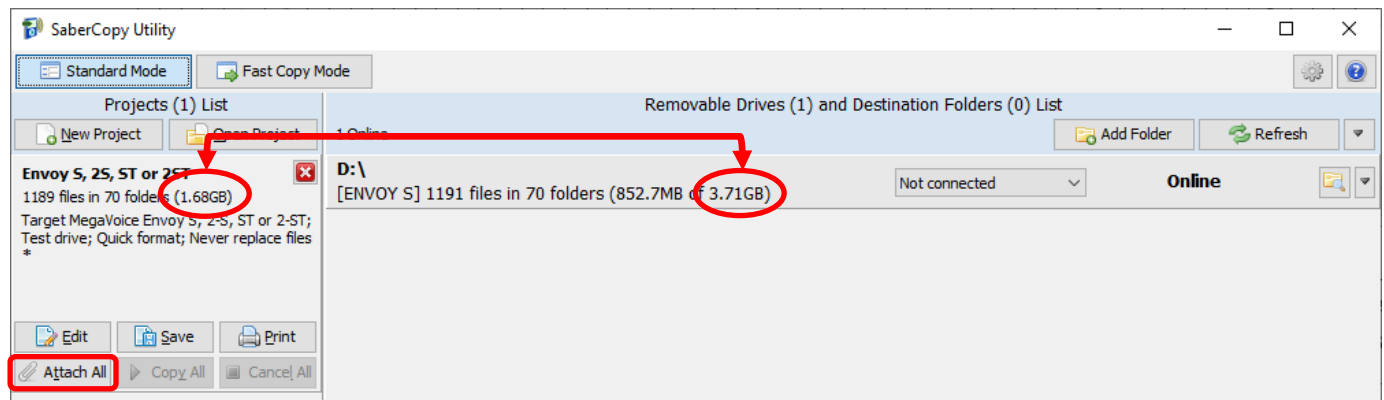 SaberCopy Utility
Standard Mode
Fast Copy Mode
Projects (1) List
Removable Drives (1) and Destination Folders (0) List
New Project
Open Project
1 Online
Add Folder
Refresh
Envoy S, 2S, ST or 2ST
1189 files in 70 folders (1.68GB)
Target MegaVoice Envoy S, 2-S, ST or 2-ST;
Test drive; Quick format; Never replace files
*
D:\
[ENVOY S] 1191 files in 70 folders (852.7MB of 3.71GB)
Not connected
Online
Edit
Save
Print
Attach All
Copy All
Cancel All